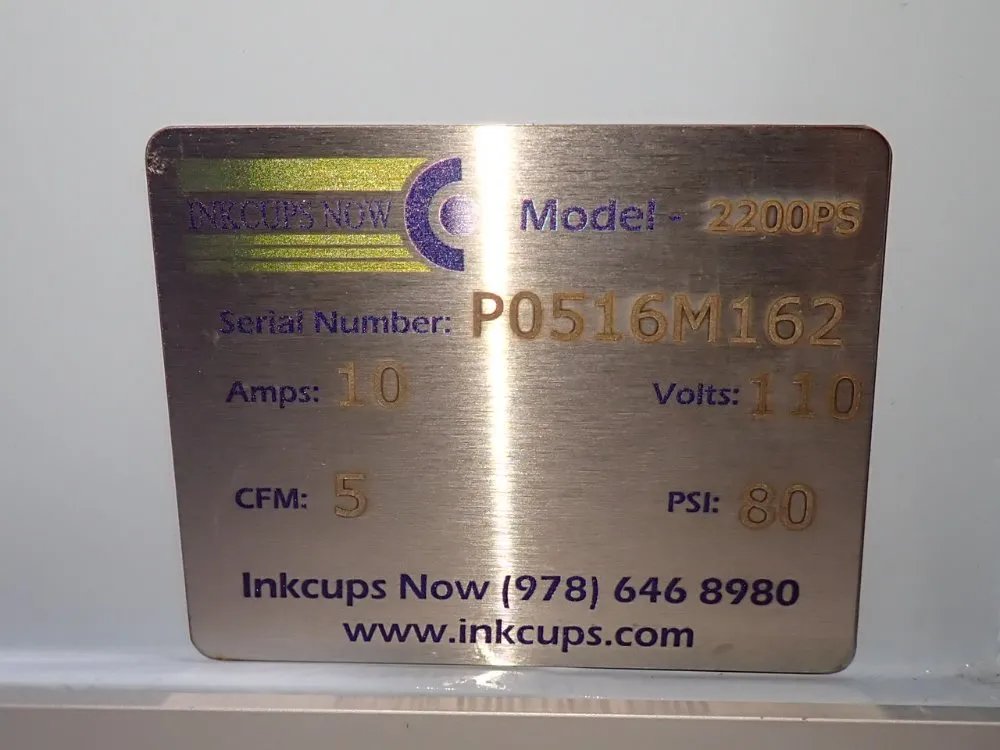 INKCUPS NOW Model - 2200PS
Serial Number: P0516M162
Amps: 10 Volts: 110
CFM: 5 PSI: 80
Inkcups Now (978) 646 8980
www.inkcups.com